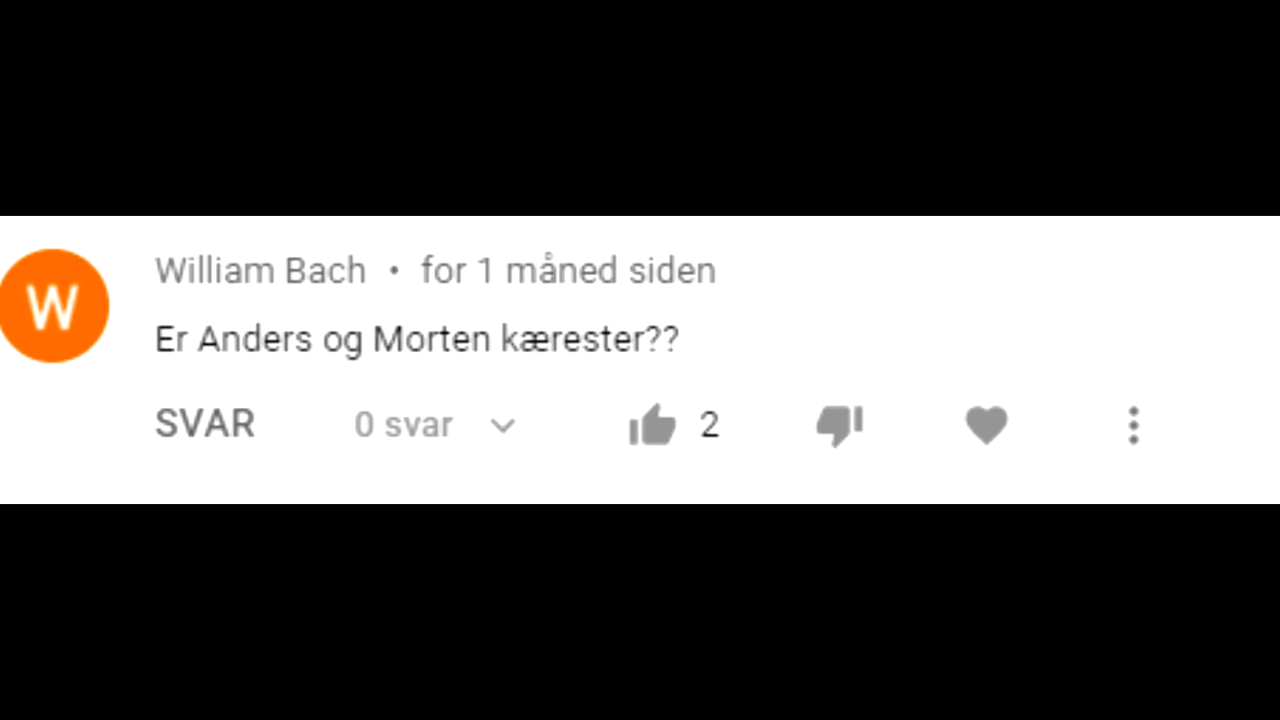 W
William Bach • for 1 måned siden
Er Anders og Morten kærester??
SVAR 0 svar 2